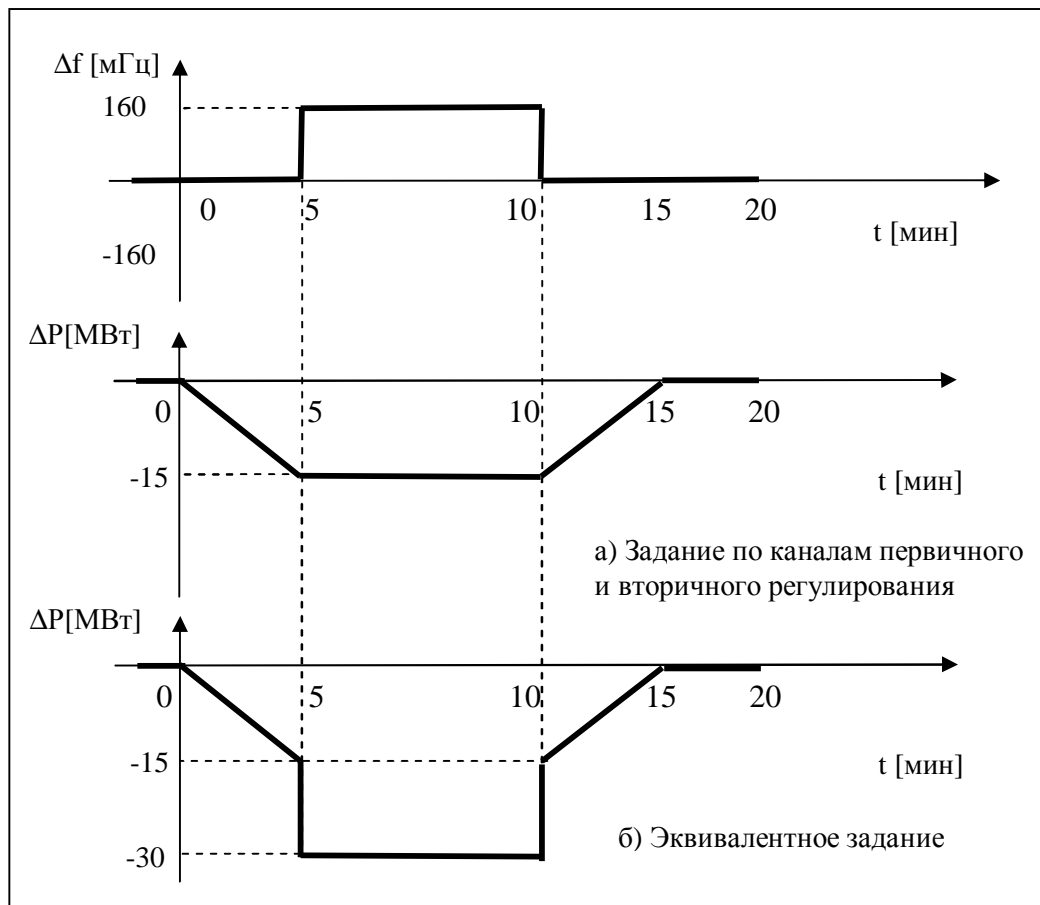 Δf [мГц]
160
0 5 10 15 20
t [мин]
-160
ΔP[МВт]
0 5 10 15 20
-15
t [мин]
а) Задание по каналам первичного
и вторичного регулирования
ΔP[МВт]
0 5 10 15 20
-15
t [мин]
б) Эквивалентное задание
-30